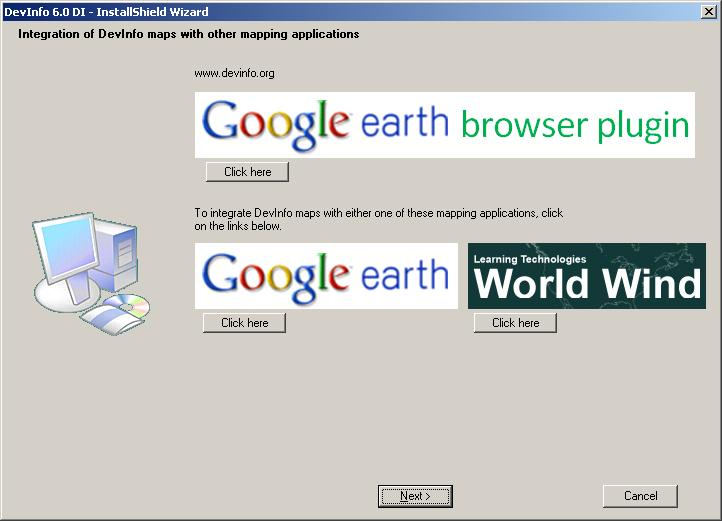 DevInfo 6.0 DI - InstallShield Wizard
Integration of DevInfo maps with other mapping applications
www.devinfo.org
Google earth browser plugin
Click here
To integrate DevInfo maps with either one of these mapping applications, click
on the links below.
Google earth
Learning Technologies
World Wind
Click here
Click here
Next >
Cancel